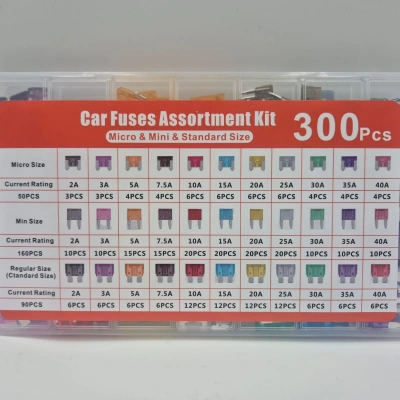 Car Fuses Assortment Kit
Micro & Mini & Standard Size
300Pcs
Micro Size
Current Rating 2A 3A 5A 7.5A 10A 15A 20A 25A 30A 35A 40A
50PCS 3PCS 3PCS 4PCS 4PCS 6PCS 6PCS 6PCS 6PCS 4PCS 4PCS 4PCS
Min Size
Current Rating 2A 3A 5A 7.5A 10A 15A 20A 25A 30A 35A 40A
160PCS 10PCS 10PCS 15PCS 15PCS 20PCS 20PCS 20PCS 20PCS 10PCS 10PCS 10PCS
Regular Size
(Standard Size)
Current Rating 2A 3A 5A 7.5A 10A 15A 20A 25A 30A 35A 40A
90PCS 6PCS 6PCS 6PCS 6PCS 12PCS 12PCS 12PCS 12PCS 6PCS 6PCS 6PCS